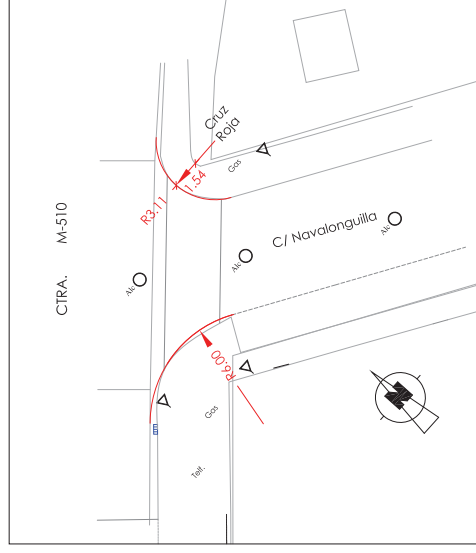 Cruz
Roja
Gas
1.54
R3.11
CTRA. M-510
C/ Navalonguilla
Alc
Alc
Alc
R6.00
Gas
Telf.
N